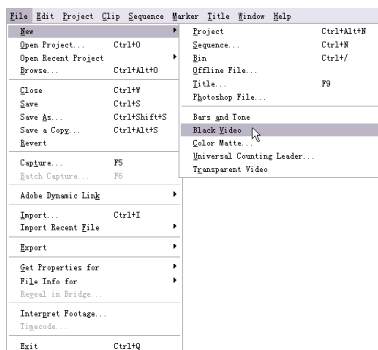 File Edit Project Clip Sequence Marker Title Window Help
New
Open Project... Ctrl+O
Open Recent Project
Browse... Ctrl+Alt+O
Close Ctrl+W
Save Ctrl+S
Save As... Ctrl+Shift+S
Save a Copy... Ctrl+Alt+S
Revert
Capture... F5
Batch Capture... F6
Adobe Dynamic Link
Import... Ctrl+I
Import Recent File
Export
Get Properties for
File Info for
Reveal in Bridge...
Interpret Footage...
Timecode...
Exit Ctrl+Q
Project Ctrl+Alt+N
Sequence... Ctrl+N
Bin Ctrl+/
Offline File...
Title... F9
Photoshop File...
Bars and Tone
Black Video
Color Matte...
Universal Counting Leader...
Transparent Video